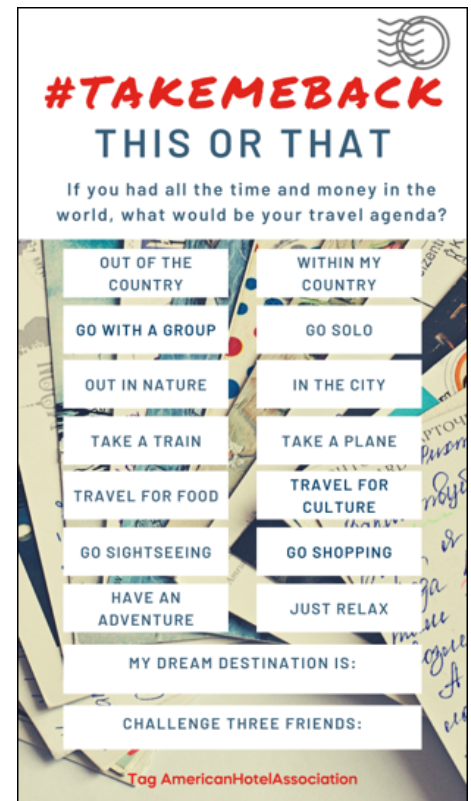 #TAKEMEBACK
THIS OR THAT
If you had all the time and money in the
world, what would be your travel agenda?
OUT OF THE
COUNTRY
WITHIN MY
COUNTRY
GO WITH A GROUP
GO SOLO
OUT IN NATURE
IN THE CITY
TAKE A TRAIN
TAKE A PLANE
TRAVEL FOR FOOD
TRAVEL FOR
CULTURE
GO SIGHTSEEING
GO SHOPPING
HAVE AN
ADVENTURE
JUST RELAX
MY DREAM DESTINATION IS:
CHALLENGE THREE FRIENDS:
Tag AmericanHotelAssociation